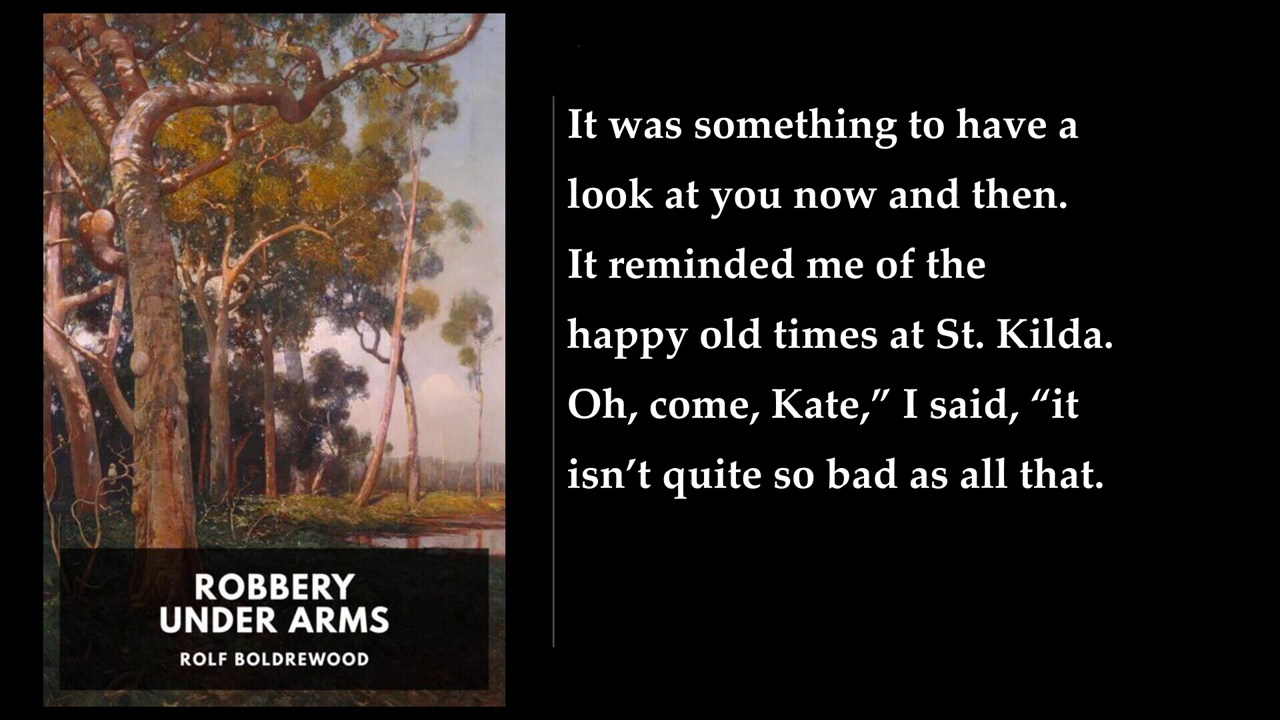 It was something to have a
look at you now and then.
It reminded me of the
happy old times at St. Kilda.
Oh, come, Kate,” I said, “it
isn’t quite so bad as all that.
ROBBERY
UNDER ARMS
ROLF BOLDREWOOD